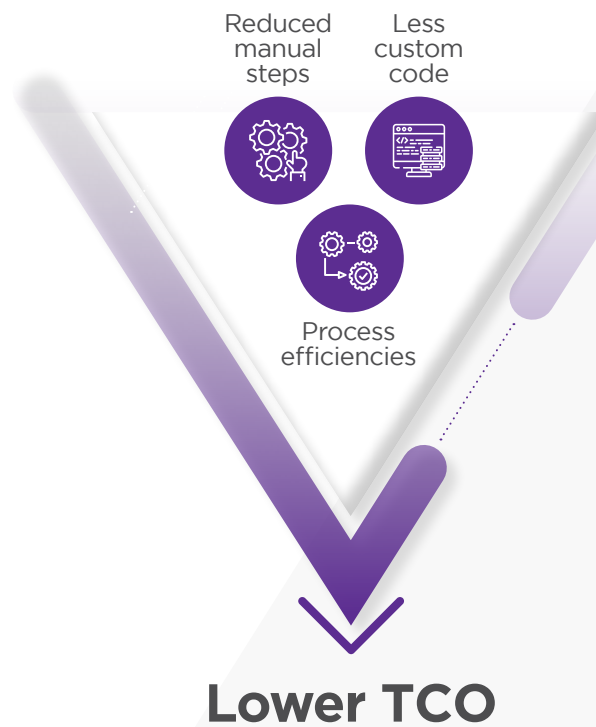 Reduced
manual
steps
Less
custom
code
</>
Process
efficiencies
Lower TCO